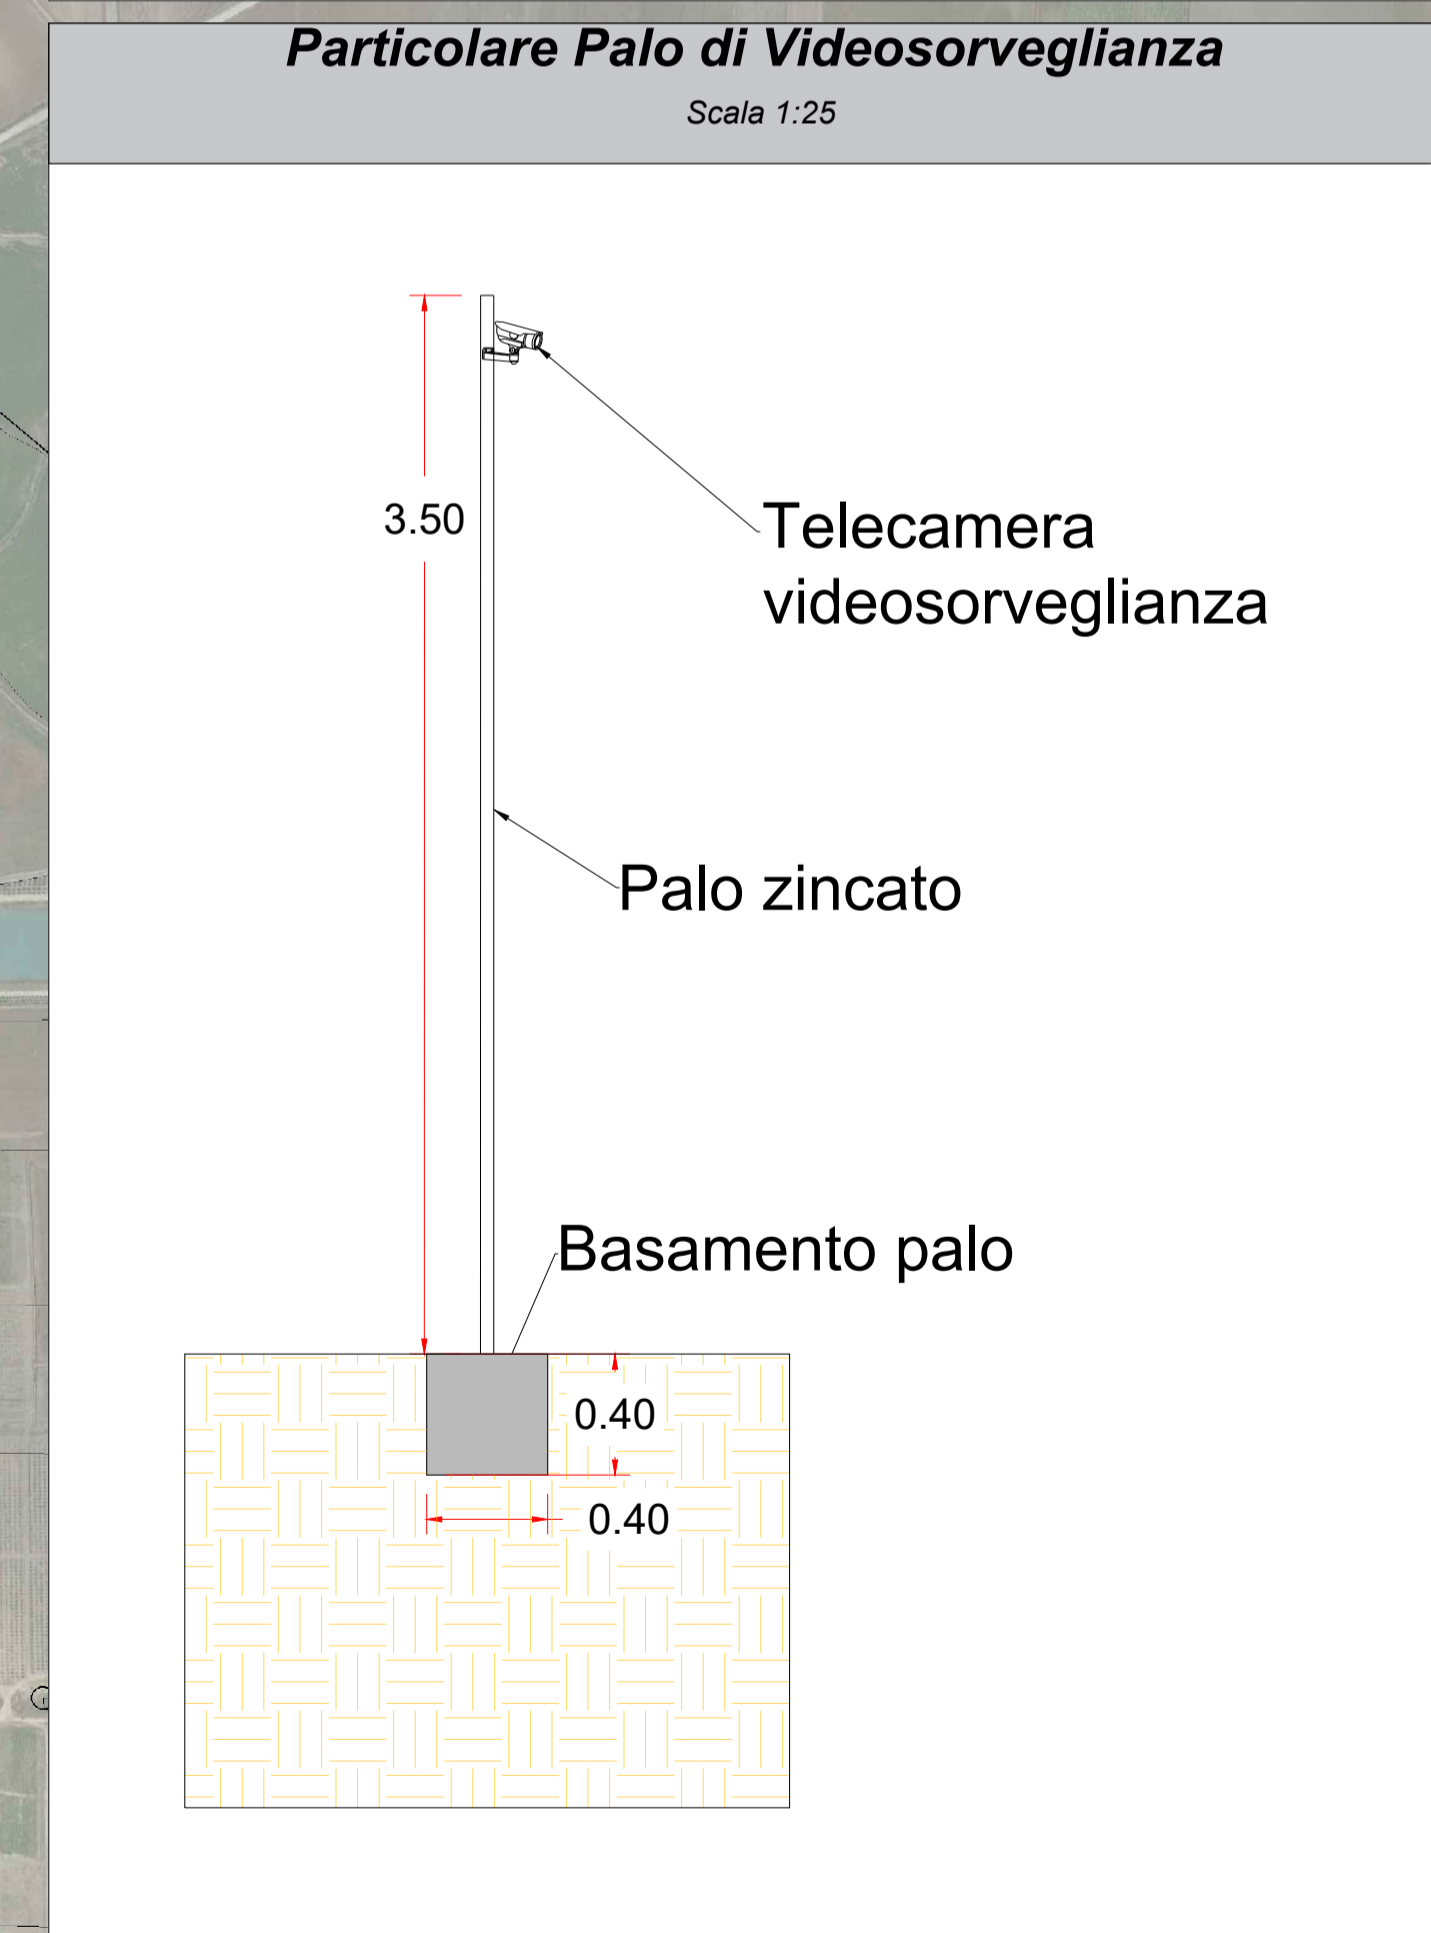 Particolare Palo di Videosorveglianza
Scala 1:25
3.50
Telecamera
videosorveglianza
Palo zincato
Basamento palo
0.40
0.40